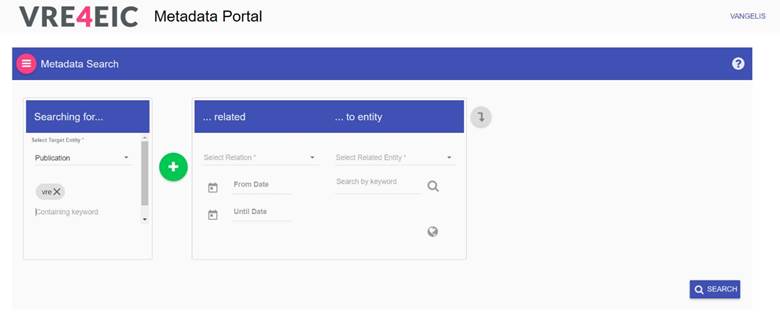 VRE4EIC Metadata Portal
VANGELIS
Metadata Search
Searching for...
Select Target Entity *
Publication
vre
Containing keyword
... related
... to entity
Select Relation *
Select Related Entity *
From Date
Search by keyword
Until Date
SEARCH